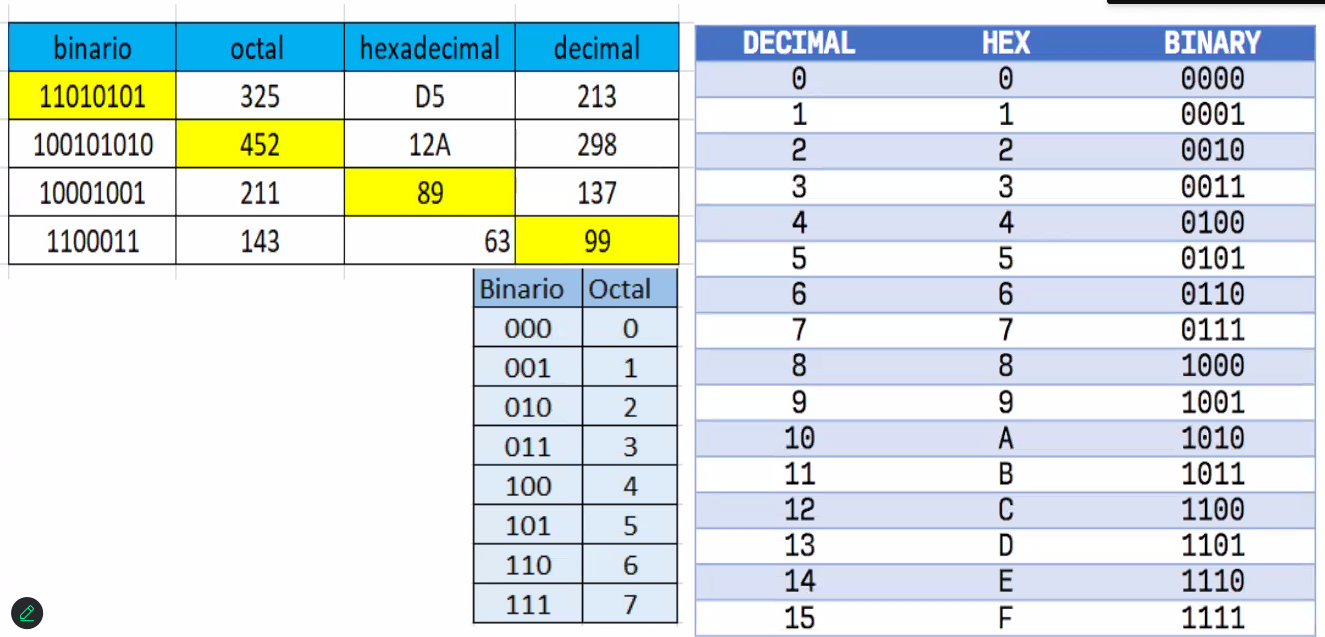 binario octal hexadecimal decimal
11010101 325 D5 213
100101010 452 12A 298
10001001 211 89 137
1100011 143 63 99
Binario Octal
000 0
001 1
010 2
011 3
100 4
101 5
110 6
111 7
DECIMAL HEX BINARY
0 0 0000
1 1 0001
2 2 0010
3 3 0011
4 4 0100
5 5 0101
6 6 0110
7 7 0111
8 8 1000
9 9 1001
10 A 1010
11 B 1011
12 C 1100
13 D 1101
14 E 1110
15 F 1111